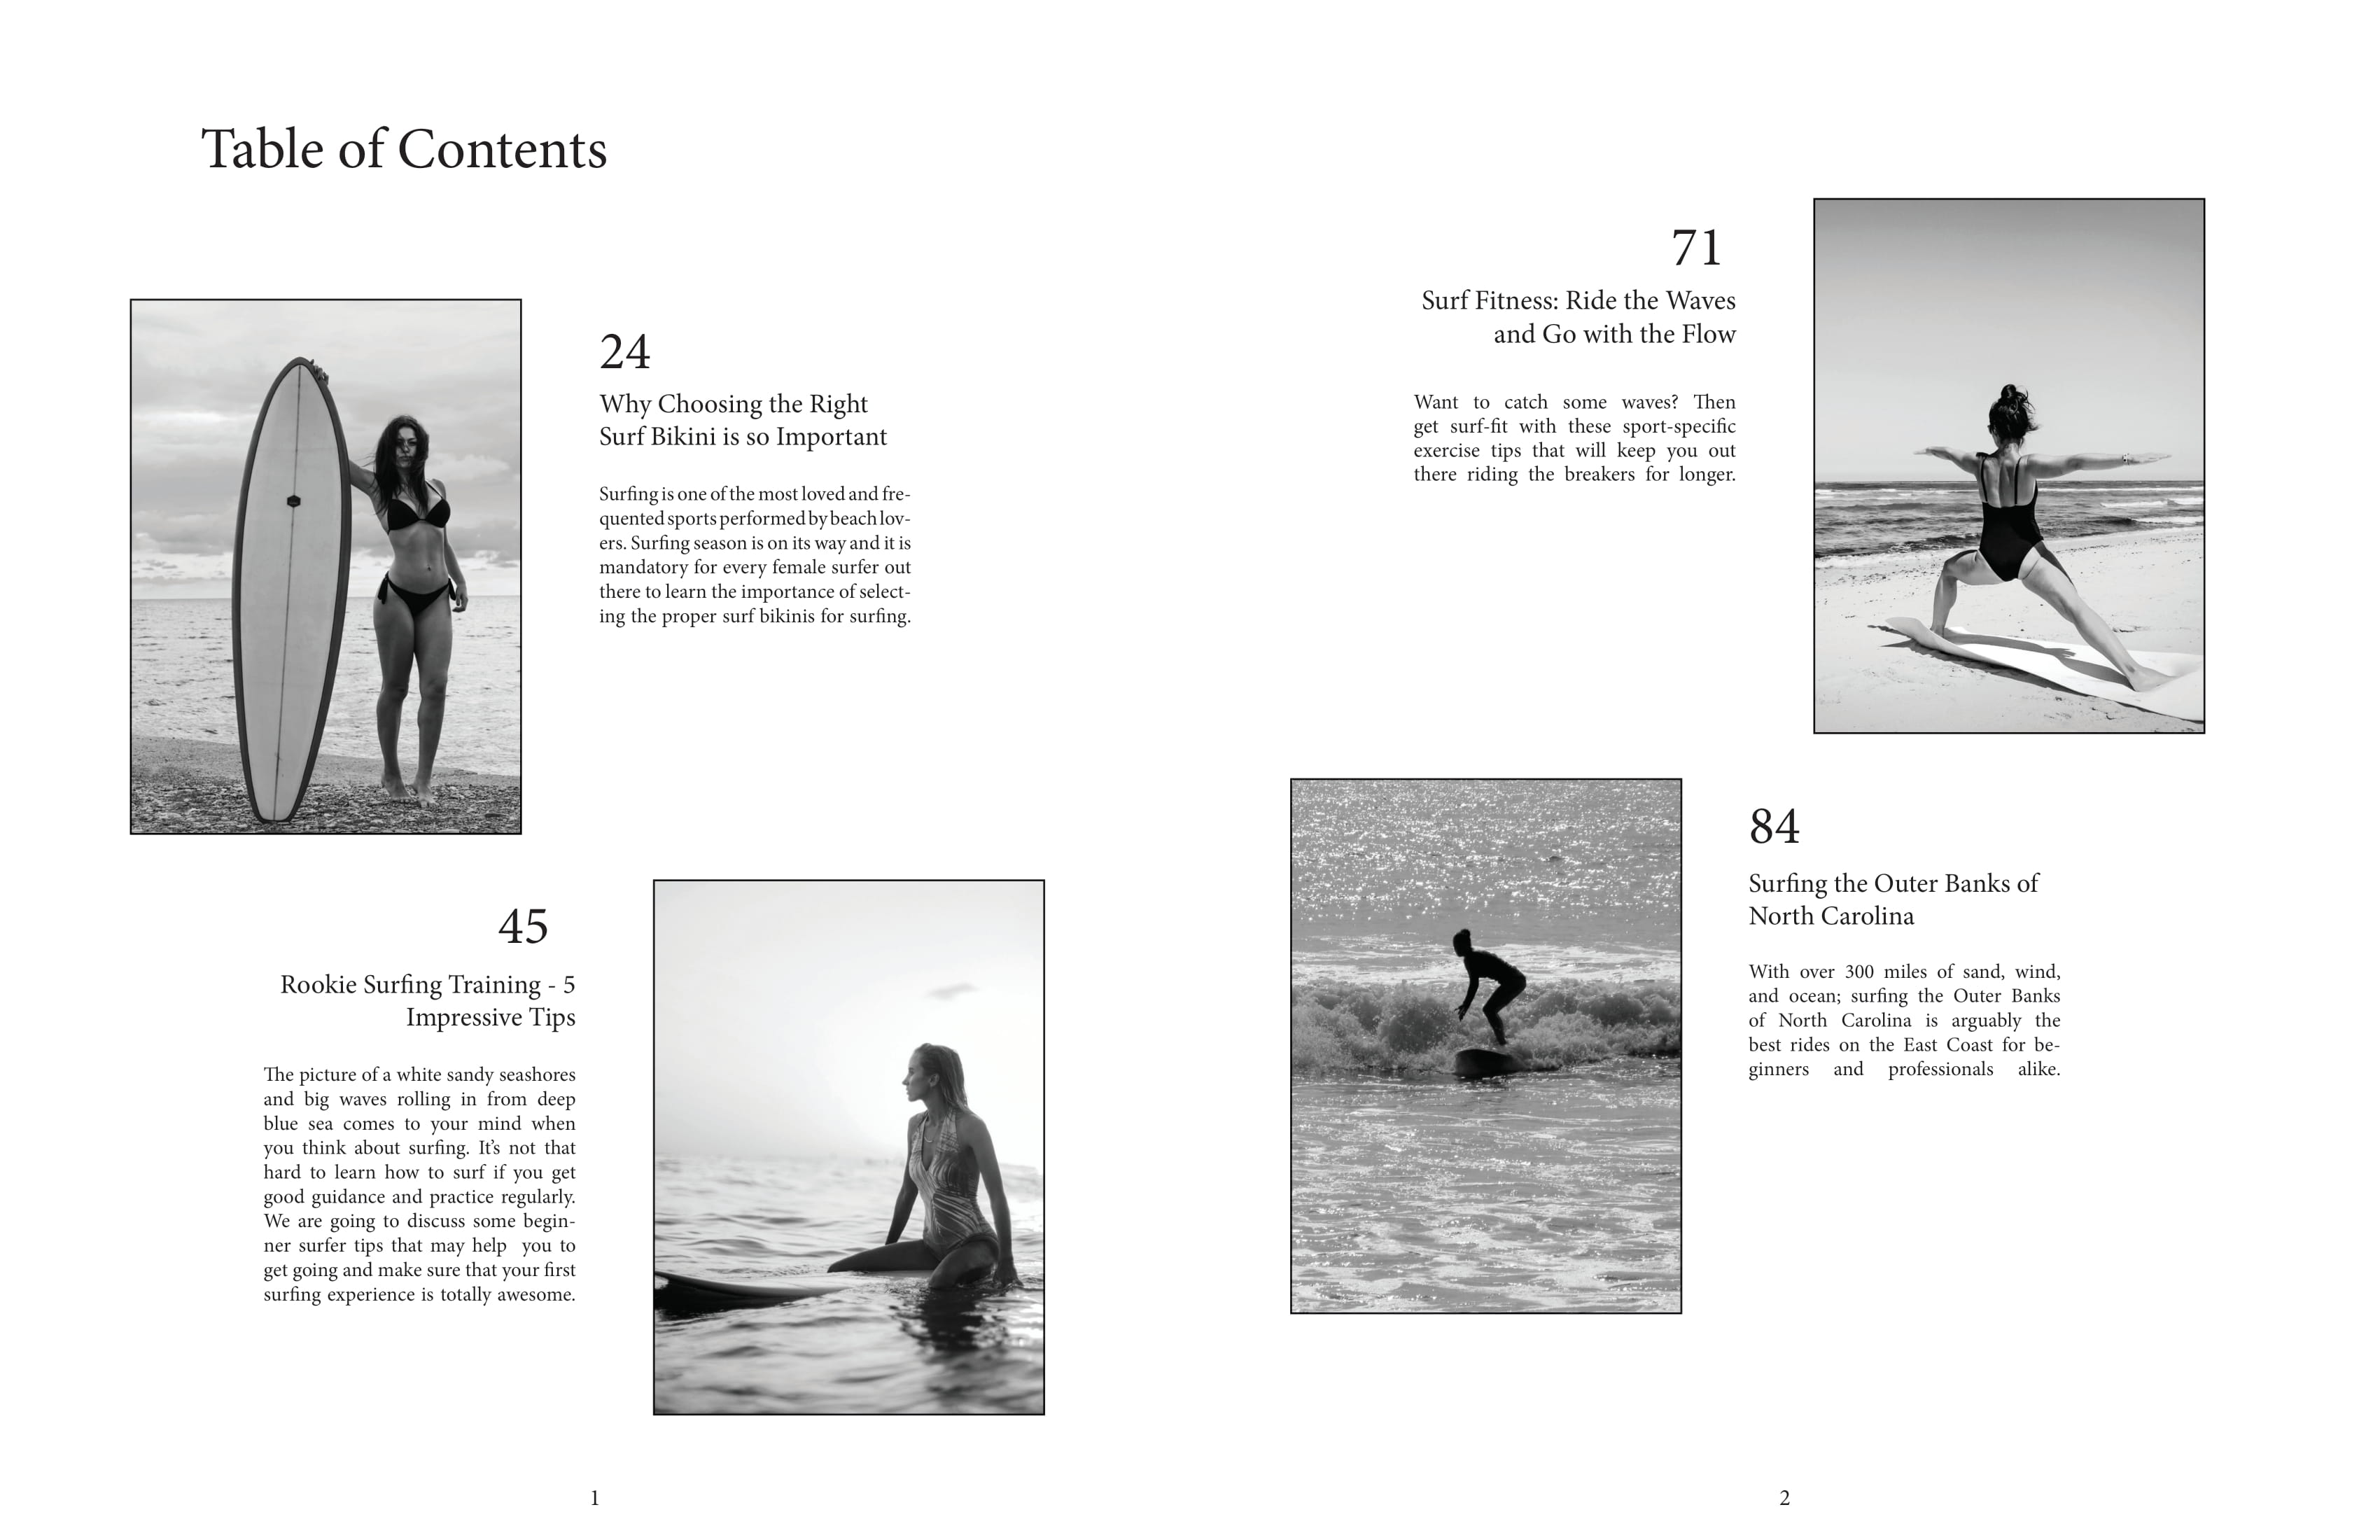 Table of Contents
24
Why Choosing the Right
Surf Bikini is so Important
Surfing is one of the most loved and fre-
quented sports performed by beach lov-
ers. Surfing season is on its way and it is
mandatory for every female surfer out
there to learn the importance of select-
ing the proper surf bikinis for surfing.
45
Rookie Surfing Training - 5
Impressive Tips
The picture of a white sandy seashores
and big waves rolling in from deep
blue sea comes to your mind when
you think about surfing. It’s not that
hard to learn how to surf if you get
good guidance and practice regularly.
We are going to discuss some begin-
ner surfer tips that may help  you to
get going and make sure that your first
surfing experience is totally awesome.
1
71
Surf Fitness: Ride the Waves
and Go with the Flow
Want to catch some waves? Then
get surf-fit with these sport-specific
exercise tips that will keep you out
there riding the breakers for longer.
84
Surfing the Outer Banks of
North Carolina
With over 300 miles of sand, wind,
and ocean; surfing the Outer Banks
of North Carolina is arguably the
best rides on the East Coast for be-
ginners and professionals alike.
2